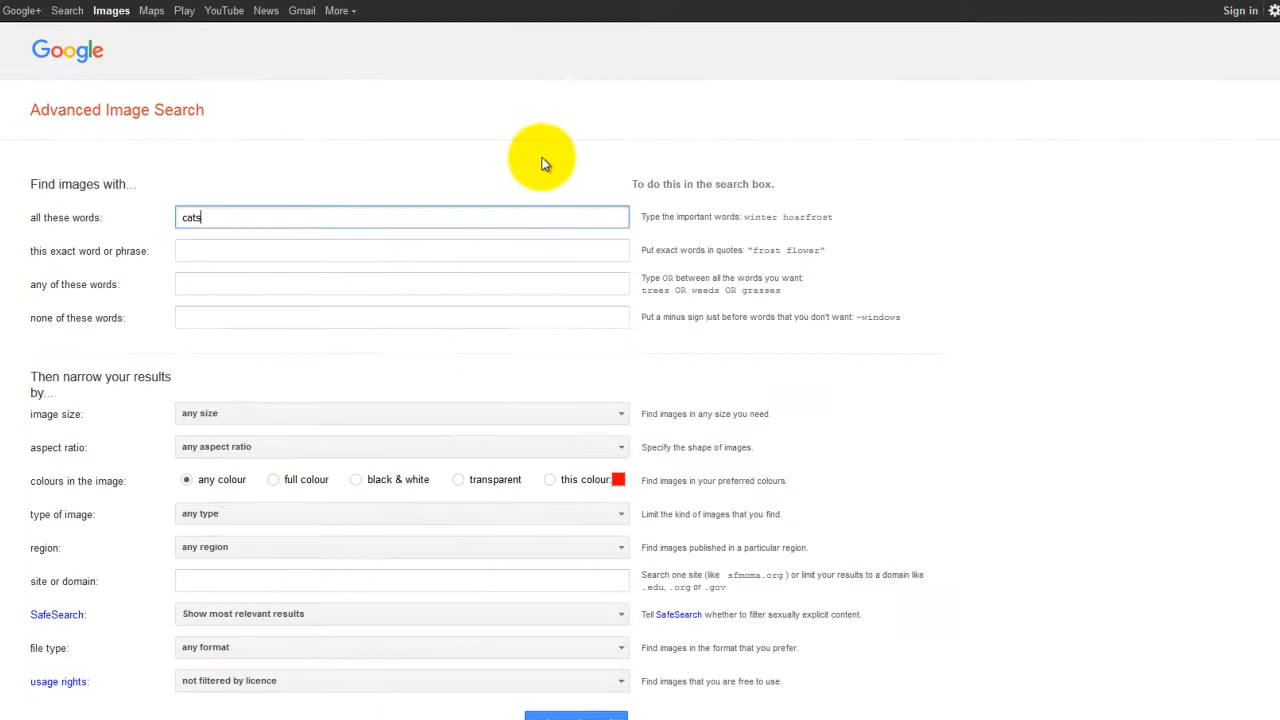 Google+ Search Images Maps Play YouTube News Gmail More Sign in
Google
Advanced Image Search
Find images with... To do this in the search box.
all these words: cats Type the important words: winter hoarfrost
this exact word or phrase: Put exact words in quotes: "frost flower"
any of these words: Type OR between all the words you want:
trees OR weeds OR grasses
none of these words: Put a minus sign just before words that you don't want: -windows
Then narrow your results
by...
image size: any size Find images in any size you need
aspect ratio: any aspect ratio Specify the shape of images.
colours in the image: any colour full colour black & white transparent this colour: Find images in your preferred colours.
type of image: any type Limit the kind of images that you find.
region: any region Find images published in a particular region.
site or domain: Search one site (like sfmoma.org ) or limit your results to a domain like
.edu, .org or .gov
SafeSearch: Show most relevant results Tell SafeSearch whether to filter sexually explicit content.
file type: any format Find images in the format that you prefer.
usage rights: not filtered by licence Find images that you are free to use.